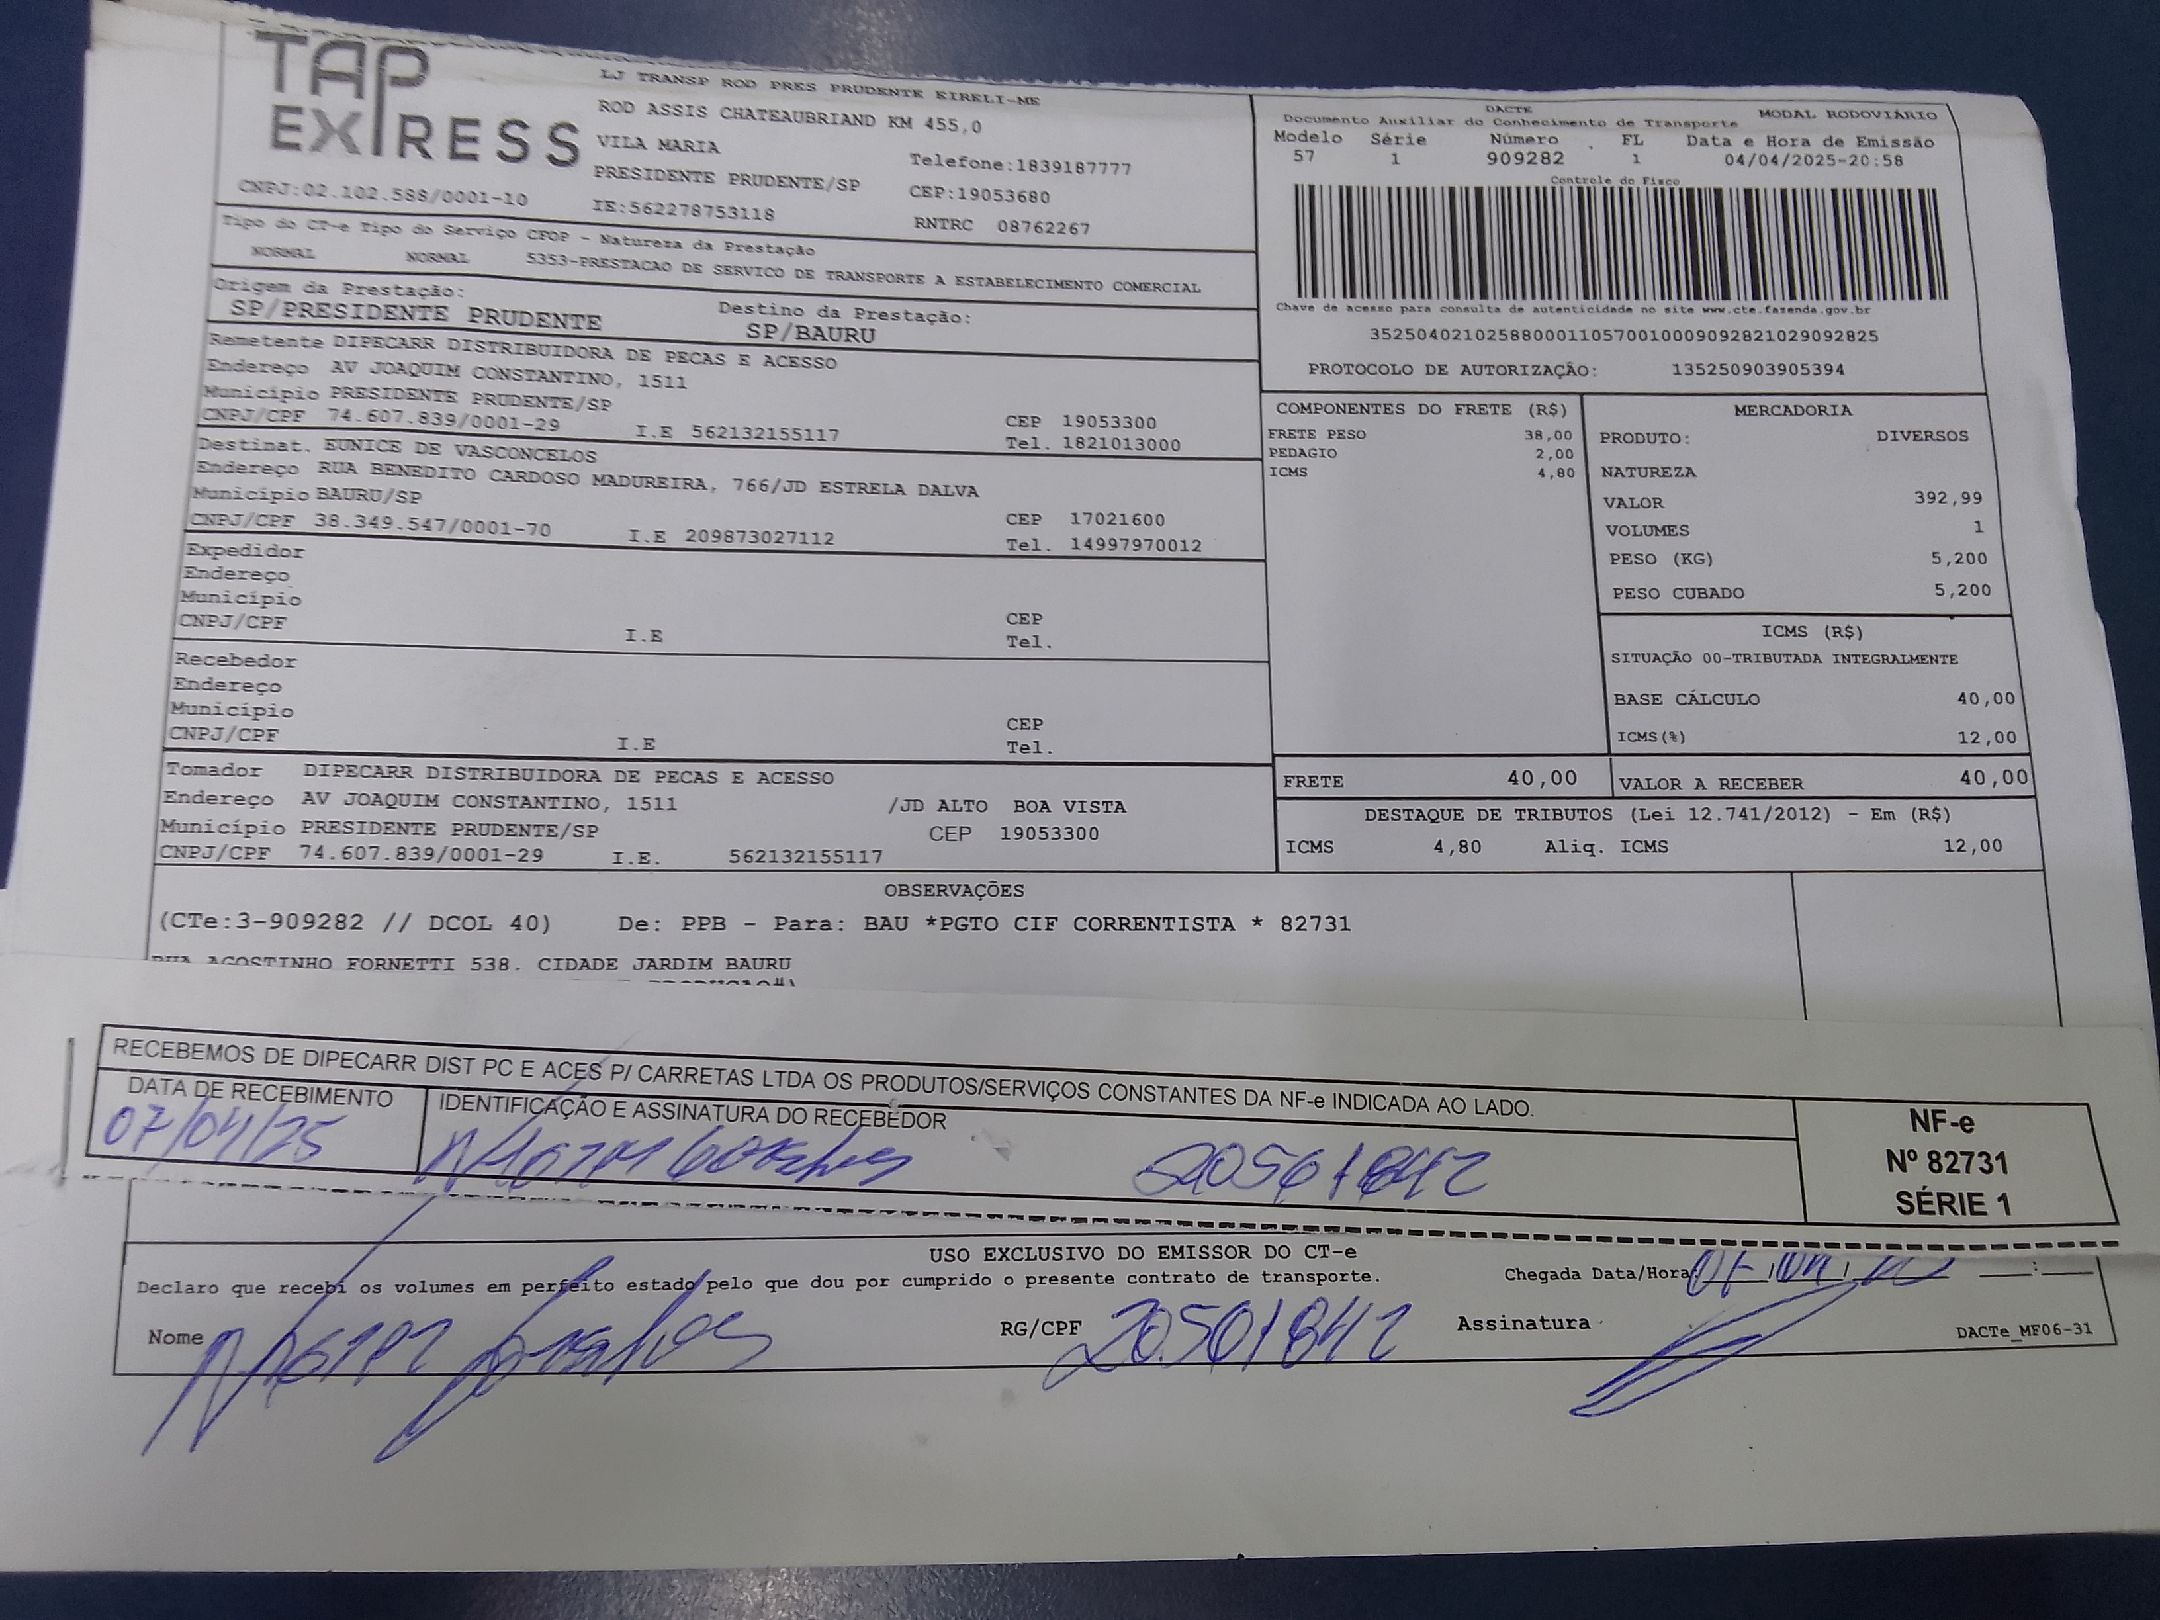 TAP EXPRESS
LJ TRANSP ROD PRES PRUDENTE EIRELI-ME
ROD ASSIS CHATEAUBRIAND KM 455,0
VILA MARIA
Telefone:1839187777
PRESIDENTE PRUDENTE/SP
CEP:19053680
CNPJ:02.102.588/0001-10
IE:562278753118
RNTRC 08762267
Tipo do CT-e Tipo do Serviço CFOP - Natureza da Prestação
NORMAL NORMAL 5353-PRESTACAO DE SERVICO DE TRANSPORTE A ESTABELECIMENTO COMERCIAL
Origem da Prestação: Destino da Prestação:
SP/PRESIDENTE PRUDENTE SP/BAURU
DACTE MODAL RODOVIÁRIO
Documento Auxiliar do Conhecimento de Transporte
Modelo Série Número FL Data e Hora de Emissão
57 1 909282 1 04/04/2025-20:58
Controle do Fisco
Chave de acesso para consulta de autenticidade no site www.cte.fazenda.gov.br
35250402102588000110570010009092821029092825
PROTOCOLO DE AUTORIZAÇÃO: 135250903905394
Remetente DIPECARR DISTRIBUIDORA DE PECAS E ACESSO
Endereço AV JOAQUIM CONSTANTINO, 1511
Município PRESIDENTE PRUDENTE/SP CEP 19053300
CNPJ/CPF 74.607.839/0001-29 I.E 562132155117 Tel. 1821013000
Destinat. EUNICE DE VASCONCELOS
Endereço RUA BENEDITO CARDOSO MADUREIRA, 766/JD ESTRELA DALVA
Município BAURU/SP CEP 17021600
CNPJ/CPF 38.349.547/0001-70 I.E 209873027112 Tel. 14997970012
Expedidor
Endereço
Município CEP
CNPJ/CPF I.E Tel.
Recebedor
Endereço
Município CEP
CNPJ/CPF I.E Tel.
Tomador DIPECARR DISTRIBUIDORA DE PECAS E ACESSO
Endereço AV JOAQUIM CONSTANTINO, 1511 /JD ALTO BOA VISTA
Município PRESIDENTE PRUDENTE/SP CEP 19053300
CNPJ/CPF 74.607.839/0001-29 I.E. 562132155117
COMPONENTES DO FRETE (R$)
FRETE PESO 38,00
PEDAGIO 2,00
ICMS 4,80
MERCADORIA
PRODUTO: DIVERSOS
NATUREZA
VALOR 392,99
VOLUMES 1
PESO (KG) 5,200
PESO CUBADO 5,200
ICMS (R$)
SITUAÇÃO 00-TRIBUTADA INTEGRALMENTE
BASE CÁLCULO 40,00
ICMS(%) 12,00
FRETE 40,00 VALOR A RECEBER 40,00
DESTAQUE DE TRIBUTOS (Lei 12.741/2012) - Em (R$)
ICMS 4,80 Aliq. ICMS 12,00
OBSERVAÇÕES
(CTe:3-909282 // DCOL 40) De: PPB - Para: BAU *PGTO CIF CORRENTISTA * 82731
RUA AGOSTINHO FORNETTI 538. CIDADE JARDIM BAURU
RECEBEMOS DE DIPECARR DIST PC E ACES P/ CARRETAS LTDA OS PRODUTOS/SERVIÇOS CONSTANTES DA NF-e INDICADA AO LADO.
DATA DE RECEBIMENTO IDENTIFICAÇÃO E ASSINATURA DO RECEBEDOR
07/04/25 20561842
NF-e
Nº 82731
SÉRIE 1
USO EXCLUSIVO DO EMISSOR DO CT-e
Declaro que recebi os volumes em perfeito estado pelo que dou por cumprido o presente contrato de transporte. Chegada Data/Hora
Nome RG/CPF 20561842 Assinatura DACTe_MF06-31